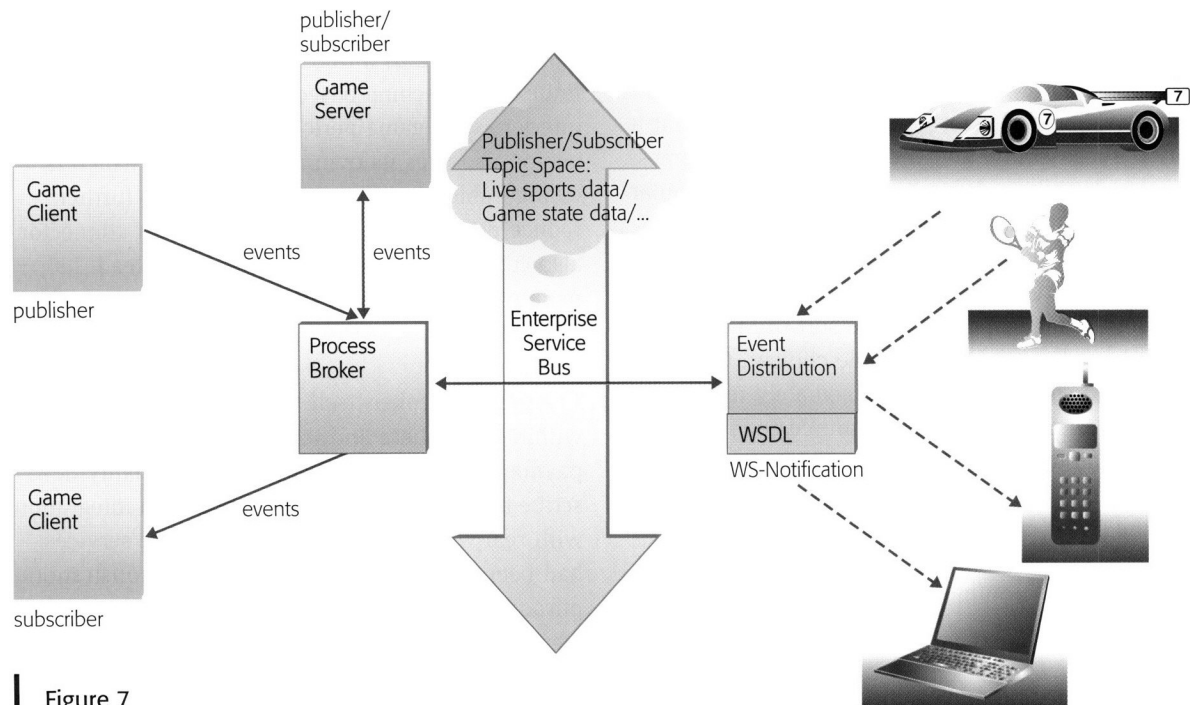 publisher/
subscriber
Game
Server
Publisher/Subscriber
Topic Space:
Live sports data/
Game state data/...
7
7
Game
Client
events
events
publisher
Enterprise
Service
Bus
Process
Broker
Event
Distribution
WSDL
WS-Notification
Game
Client
events
subscriber
Figure 7